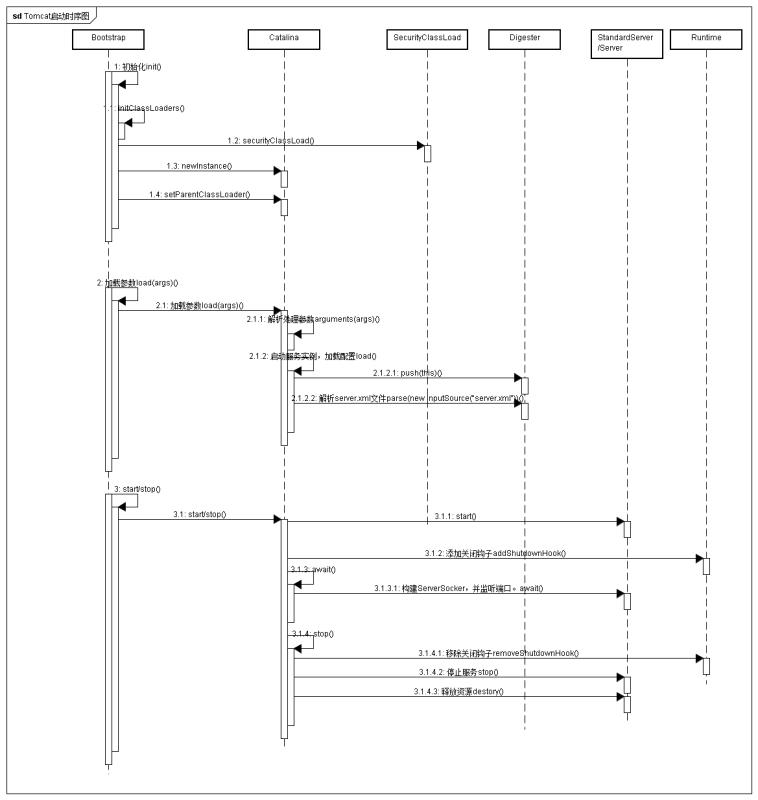 sd Tomcat启动时序图
Bootstrap
Catalina
SecurityClassLoad
Digester
StandardServer
/Server
Runtime
1: 初始化init()
1.1: initClassLoaders()
1.2: securityClassLoad()
1.3: newInstance()
1.4: setParentClassLoader()
2: 加载参数load(args)()
2.1: 加载参数load(args)()
2.1.1: 解析处理参数arguments(args)()
2.1.2: 启动服务实例，加载配置load()
2.1.2.1: push(this)()
2.1.2.2: 解析server.xml文件parse(new InputSource("server.xml"))()
3: start/stop()
3.1: start/stop()
3.1.1: start()
3.1.2: 添加关闭钩子addShutdownHook()
3.1.3: await()
3.1.3.1: 构建ServerSocker，并监听端口。await()
3.1.4: stop()
3.1.4.1: 移除关闭钩子removeShutdownHook()
3.1.4.2: 停止服务stop()
3.1.4.3: 释放资源destory()